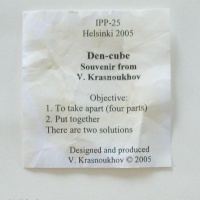 IPP-25
Helsinki 2005
Den-cube
Souvenir from
V. Krasnoukhov
Objective:
1. To take apart (four parts)
2. Put together
There are two solutions
Designed and produced
V. Krasnoukhov © 2005